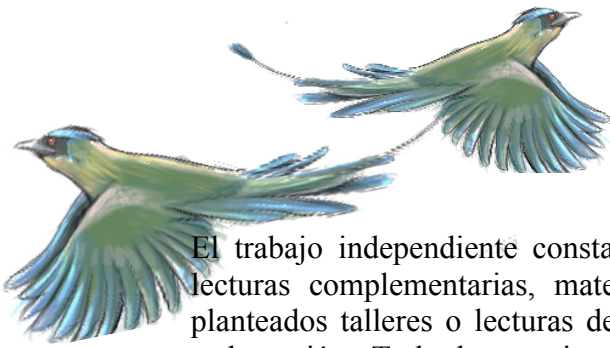 El trabajo independiente consta
lecturas complementarias, mate
planteados talleres o lecturas de